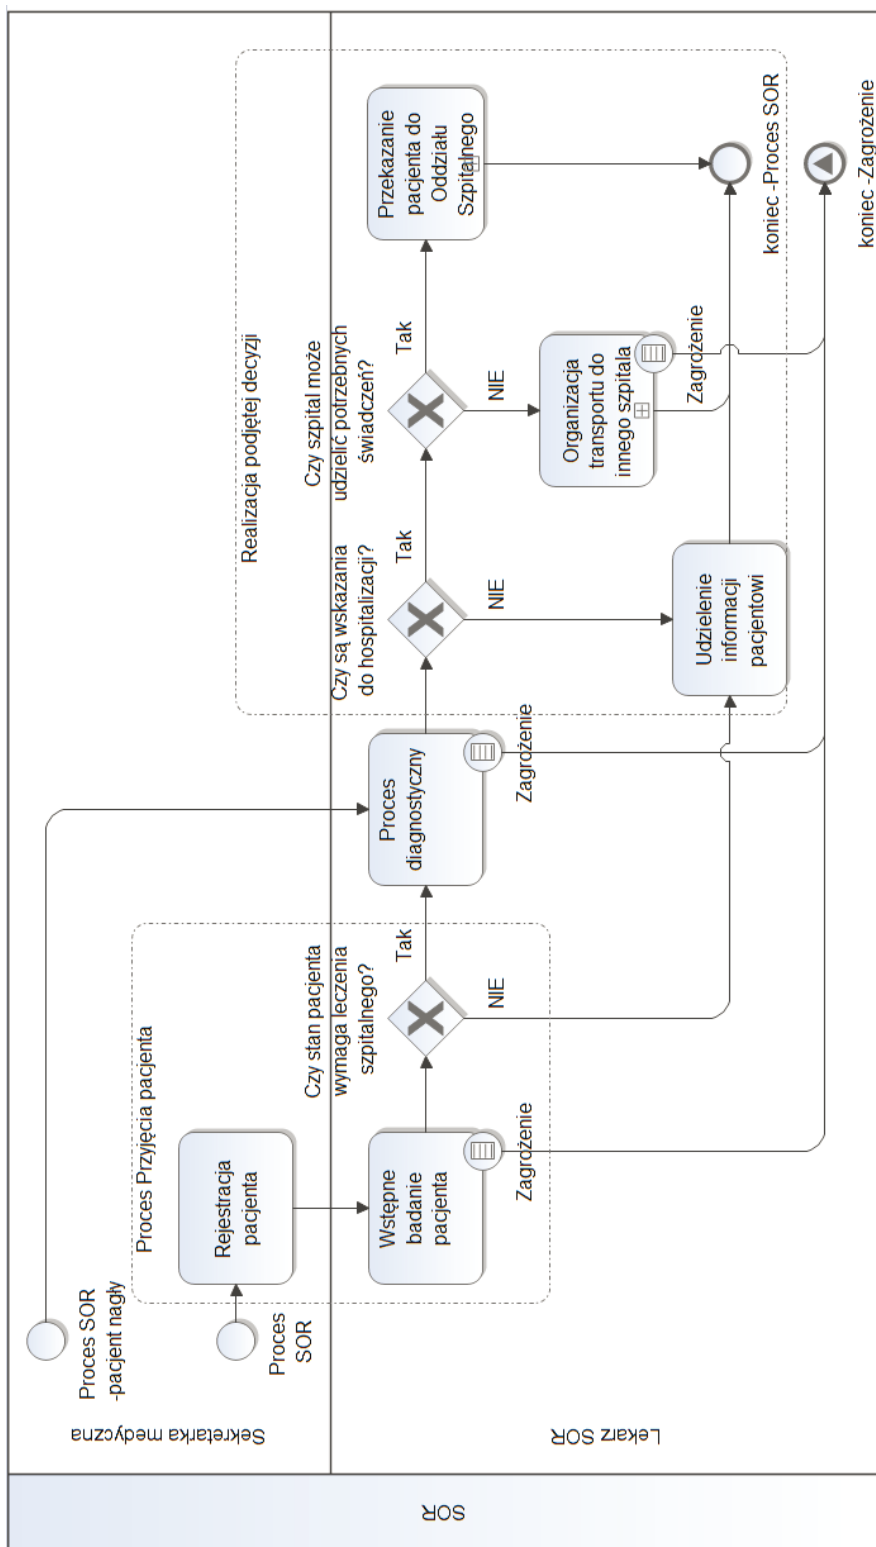 SOR
Sekretarka medyczna
Lekarz SOR
Proces SOR
-pacjent nagły
Proces
SOR
Proces Przyjęcia pacjenta
Rejestracja
pacjenta
Wstępne
badanie
pacjenta
Zagrożenie
Czy stan pacjenta
wymaga leczenia
szpitalnego?
Tak
NIE
Proces
diagnostyczny
Zagrożenie
Realizacja podjętej decyzji
Czy są wskazania
do hospitalizacji?
Tak
NIE
Udzielenie
informacji
pacjentowi
Czy szpital może
udzielić potrzebnych
świadczeń?
Tak
NIE
Organizacja
transportu do
innego szpitala
Zagrożenie
Przekazanie
pacjenta do
Oddziału
Szpitalnego
koniec -Proces SOR
koniec -Zagrożenie